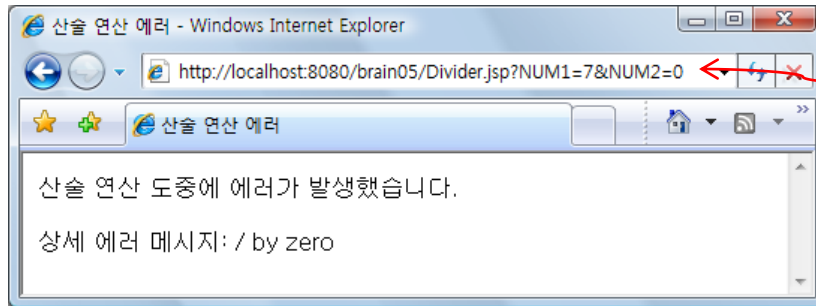 산술 연산 에러 - Windows Internet Explorer
http://localhost:8080/brain05/Divider.jsp?NUM1=7&NUM2=0
산술 연산 에러
산술 연산 도중에 에러가 발생했습니다.
상세 에러 메시지: / by zero